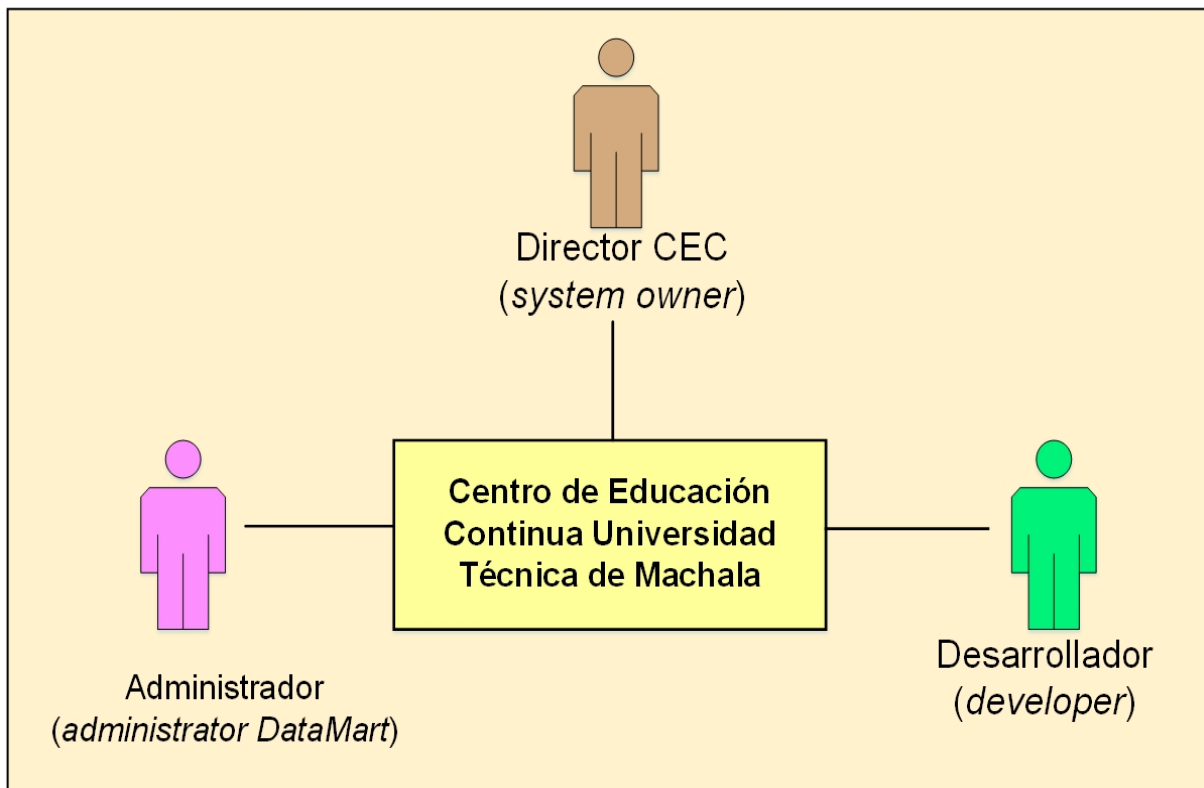 Director CEC
(system owner)
Centro de Educación
Continua Universidad
Técnica de Machala
Administrador
(administrator DataMart)
Desarrollador
(developer)